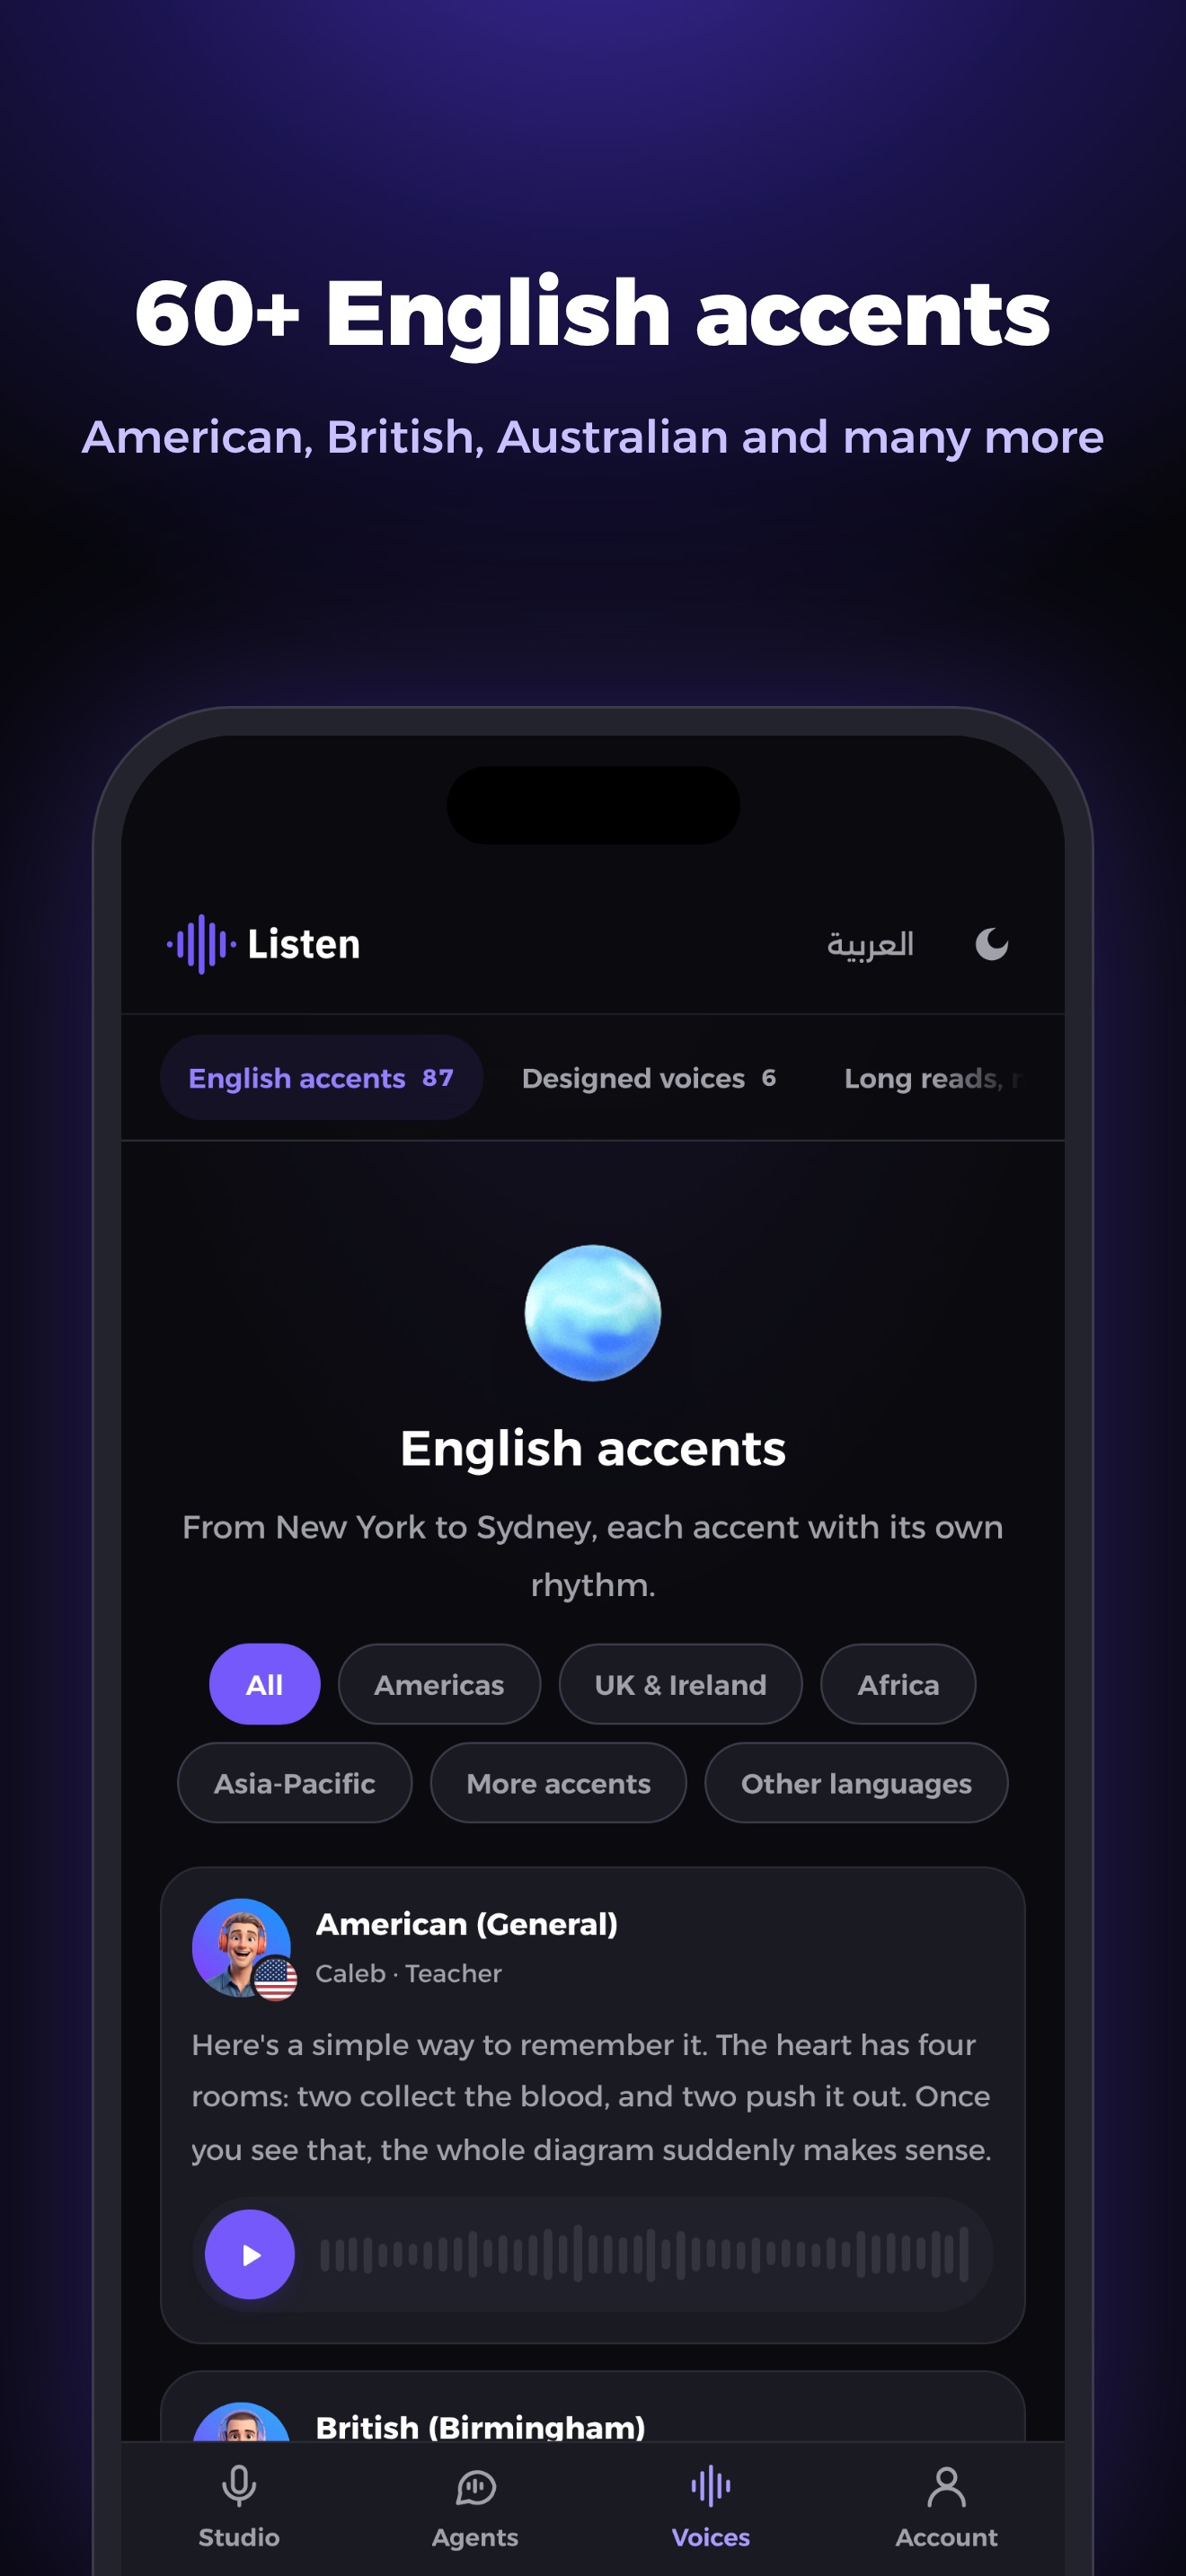 60+ English accents
American, British, Australian and many more
Listen
العربية
English accents 87
Designed voices 6
Long reads,
English accents
From New York to Sydney, each accent with its own
rhythm.
All
Americas
UK & Ireland
Africa
Asia-Pacific
More accents
Other languages
American (General)
Caleb · Teacher
Here's a simple way to remember it. The heart has four
rooms: two collect the blood, and two push it out. Once
you see that, the whole diagram suddenly makes sense.
British (Birmingham)
Studio
Agents
Voices
Account